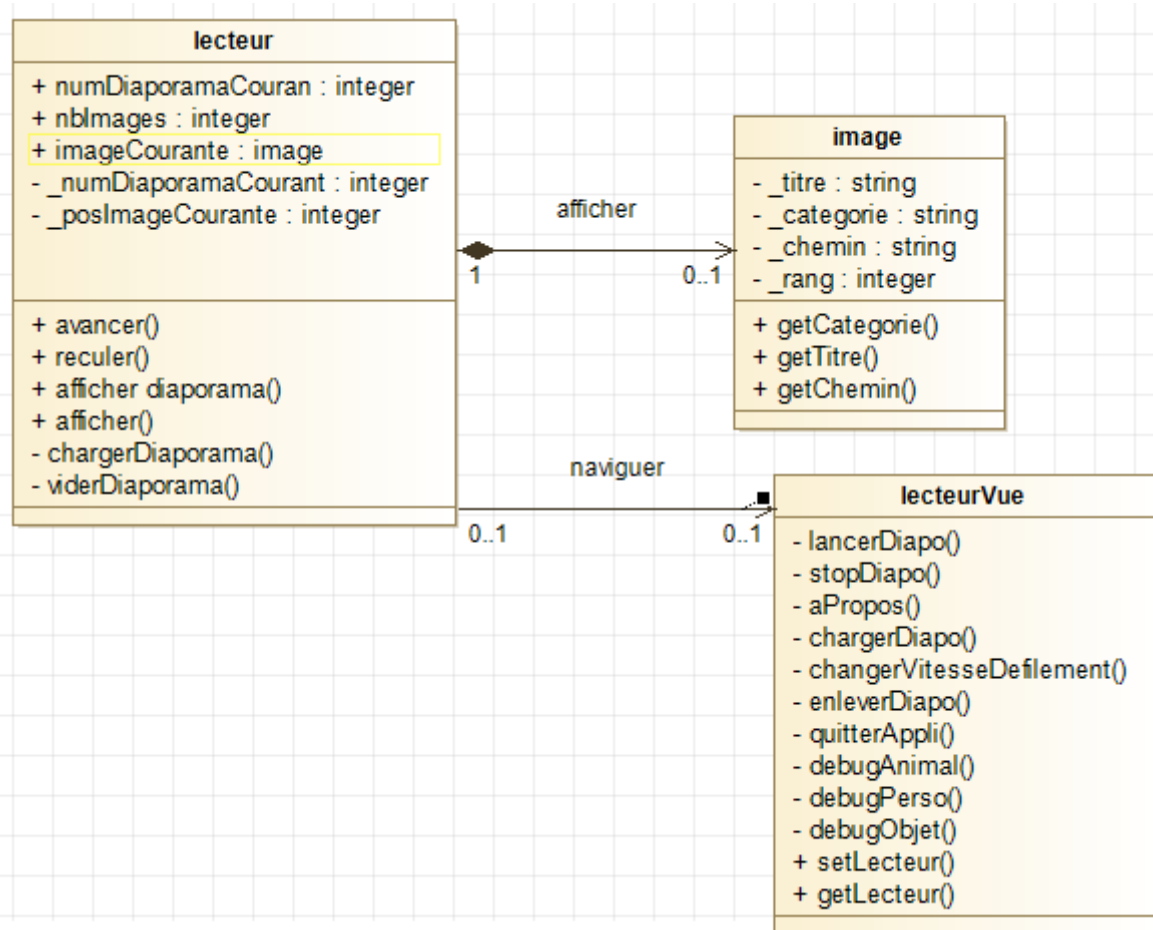 lecteur
+ numDiaporamaCouran : integer
+ nbImages : integer
+ imageCourante : image
- _numDiaporamaCourant : integer
- _posImageCourante : integer
+ avancer()
+ reculer()
+ afficher diaporama()
+ afficher()
- chargerDiaporama()
- viderDiaporama()
afficher
1
0..1
image
- _titre : string
- _categorie : string
- _chemin : string
- _rang : integer
+ getCategorie()
+ getTitre()
+ getChemin()
naviguer
0..1
0..1
lecteurVue
- lancerDiapo()
- stopDiapo()
- aPropos()
- chargerDiapo()
- changerVitesseDefilement()
- enleverDiapo()
- quitterAppli()
- debugAnimal()
- debugPerso()
- debugObjet()
+ setLecteur()
+ getLecteur()